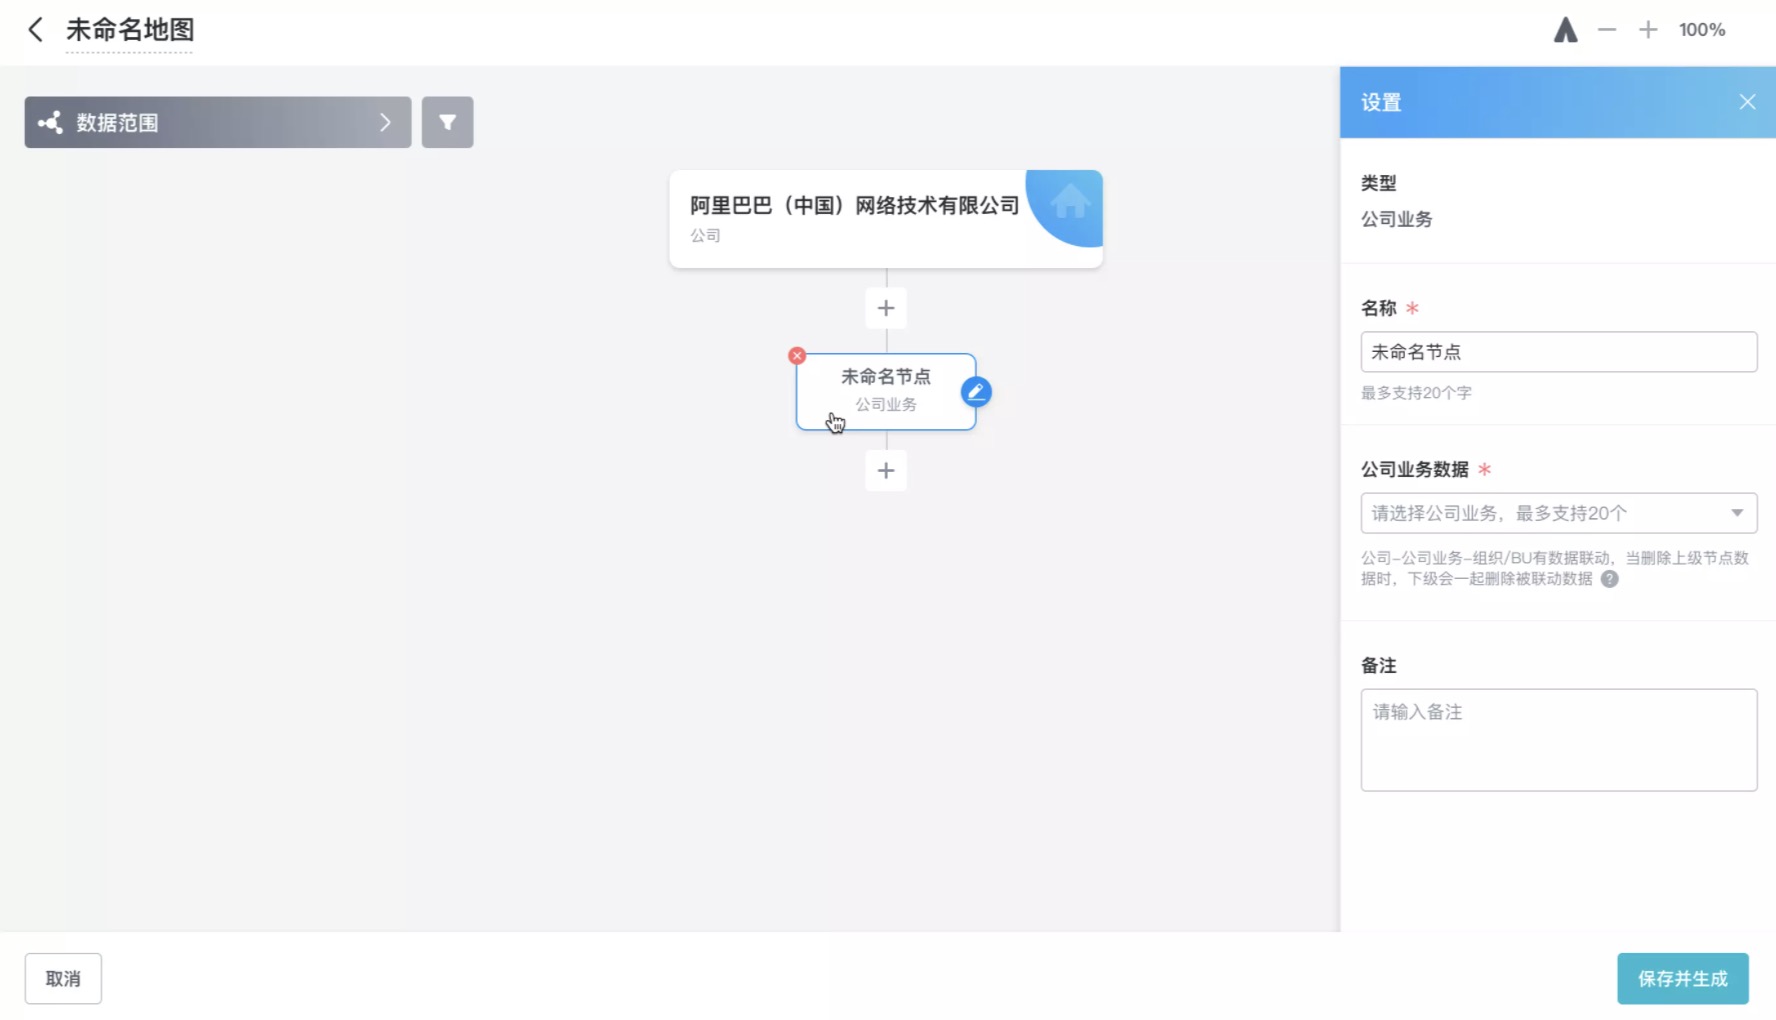 未命名地图
100%
数据范围
阿里巴巴（中国）网络技术有限公司
公司
未命名节点
公司业务
设置
类型
公司业务
名称 *
未命名节点
最多支持20个字
公司业务数据 *
请选择公司业务，最多支持20个
公司-公司业务-组织/BU有数据联动，当删除上级节点数
据时，下级会一起删除被联动数据 ?
备注
请输入备注
取消
保存并生成